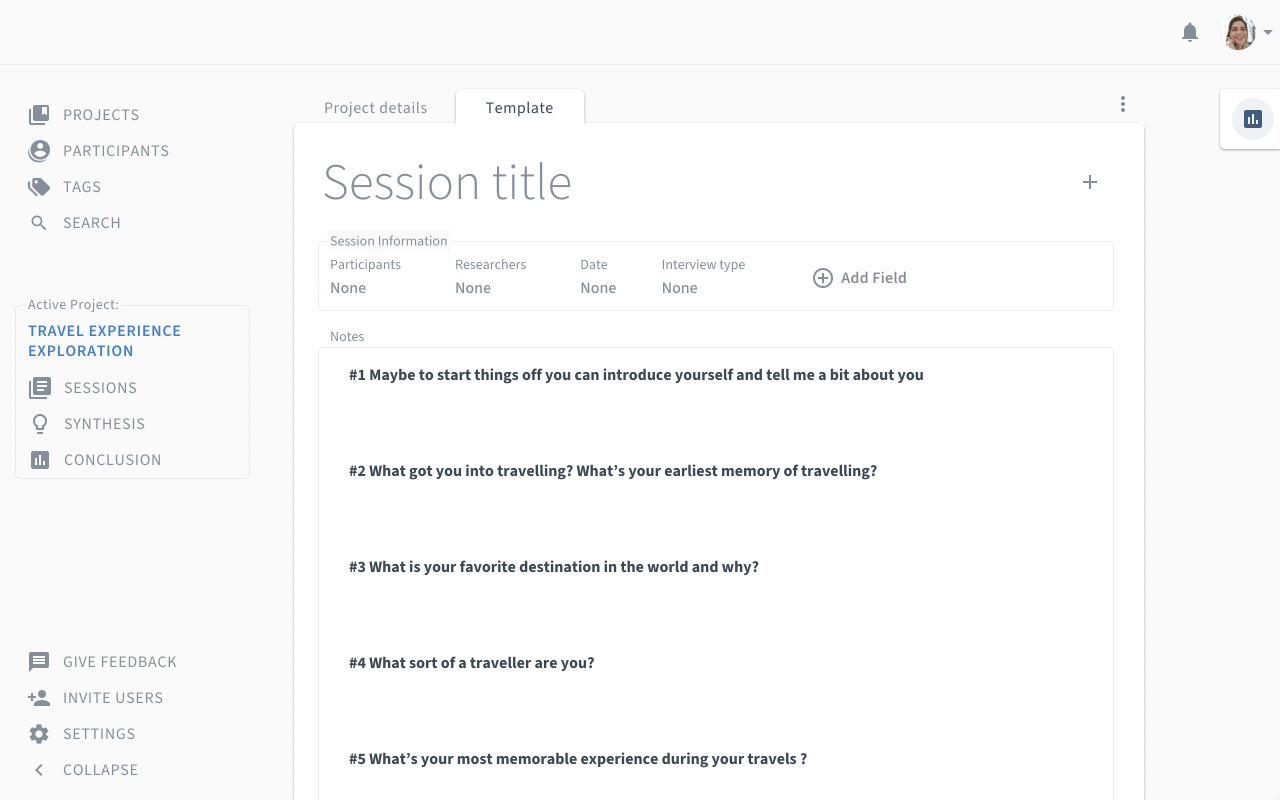 PROJECTS
PARTICIPANTS
TAGS
SEARCH
Active Project:
TRAVEL EXPERIENCE
EXPLORATION
SESSIONS
SYNTHESIS
CONCLUSION
GIVE FEEDBACK
INVITE USERS
SETTINGS
COLLAPSE
Project details
Template
Session title
Session Information
Participants Researchers Date Interview type
None None None None
Add Field
Notes
#1 Maybe to start things off you can introduce yourself and tell me a bit about you
#2 What got you into travelling? What’s your earliest memory of travelling?
#3 What is your favorite destination in the world and why?
#4 What sort of a traveller are you?
#5 What’s your most memorable experience during your travels ?